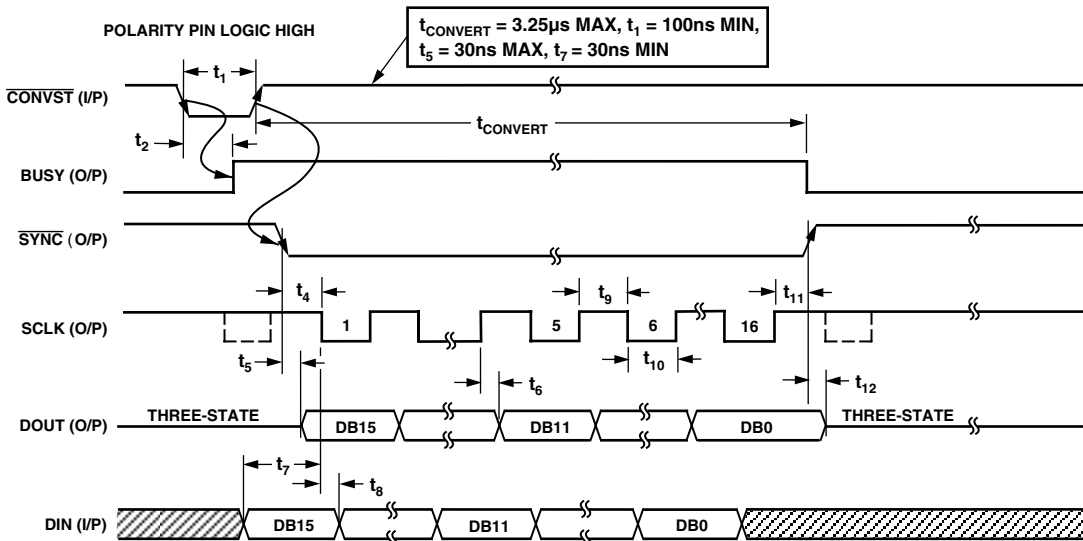 POLARITY PIN LOGIC HIGH
tCONVERT = 3.25µs MAX, t1 = 100ns MIN,
t5 = 30ns MAX, t7 = 30ns MIN
t1
CONVST (I/P)
tCONVERT
t2
BUSY (O/P)
SYNC (O/P)
t4
t9
t11
SCLK (O/P)
1
5
6
16
t5
t6
t10
t12
THREE-STATE
THREE-STATE
DOUT (O/P)
DB15
DB11
DB0
t7
t8
DIN (I/P)
DB15
DB11
DB0